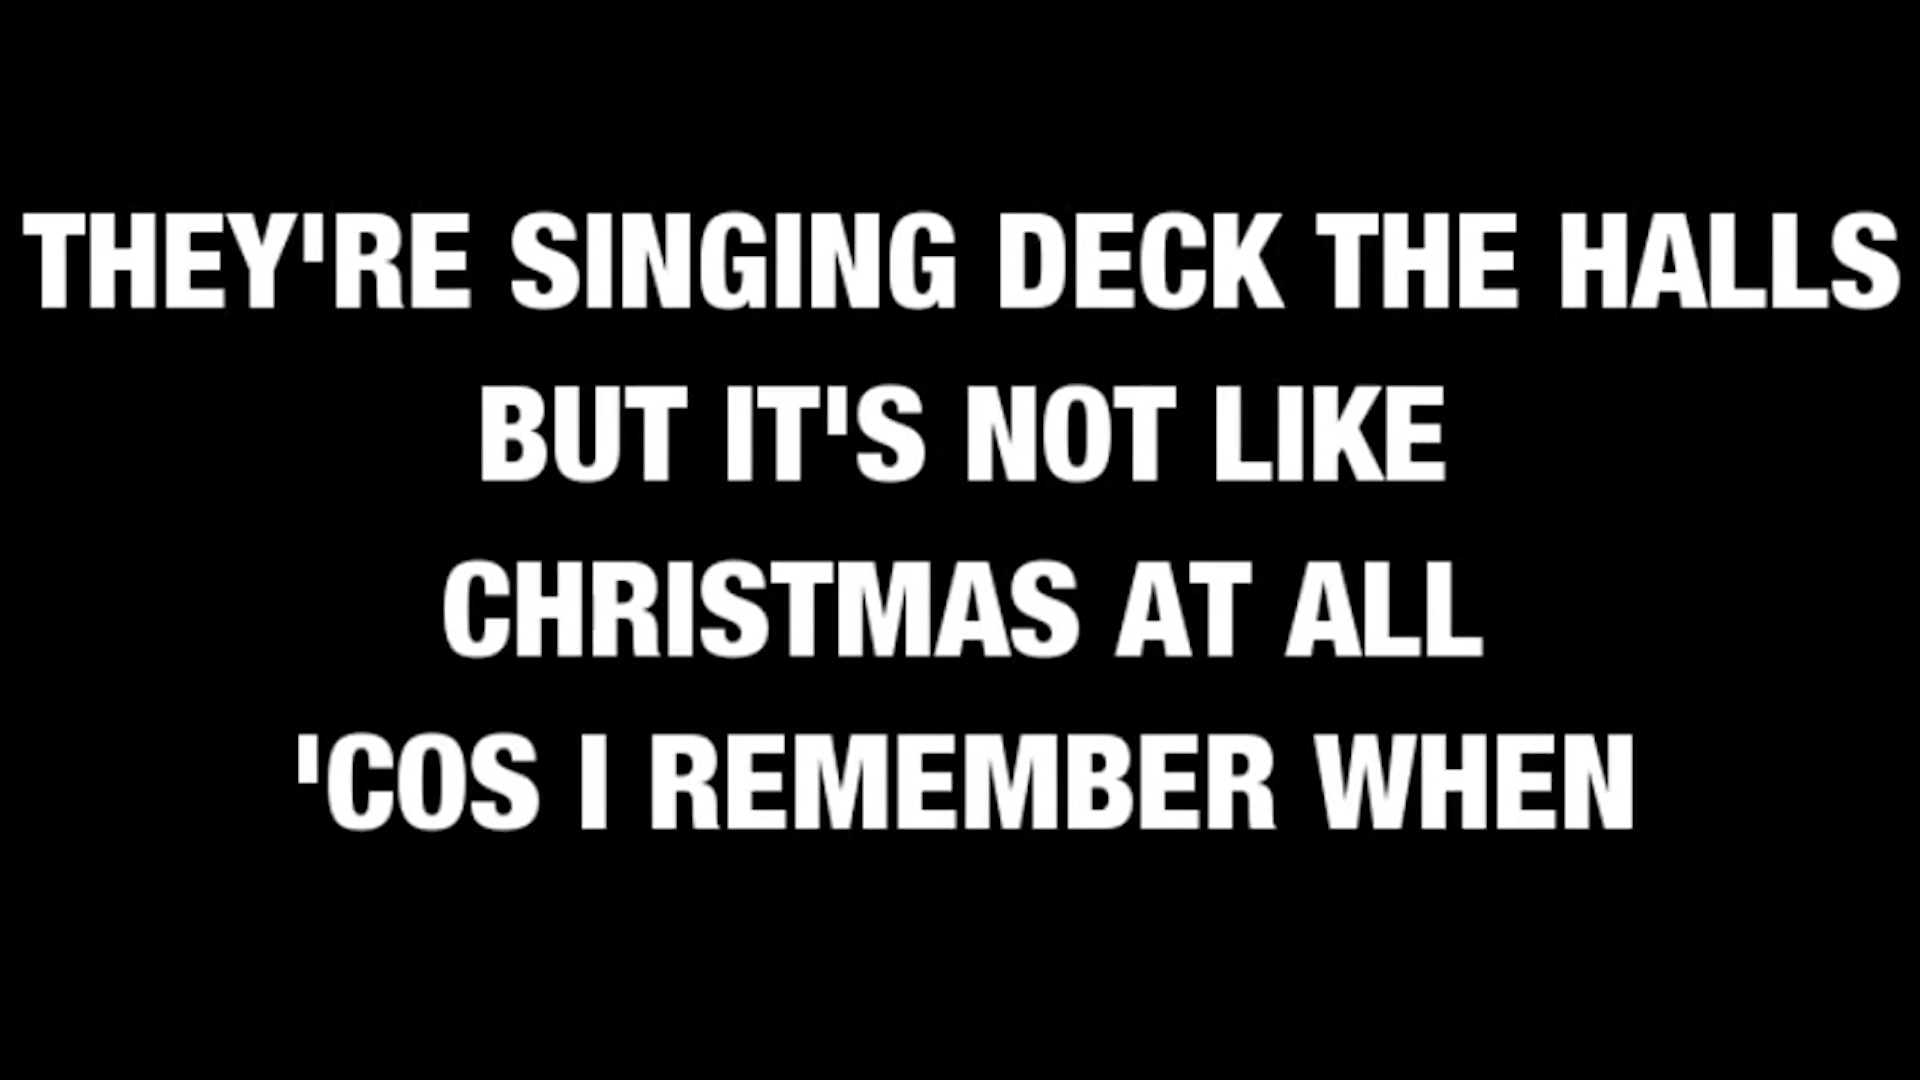 THEY'RE SINGING DECK THE HALLS
BUT IT'S NOT LIKE
CHRISTMAS AT ALL
'COS I REMEMBER WHEN